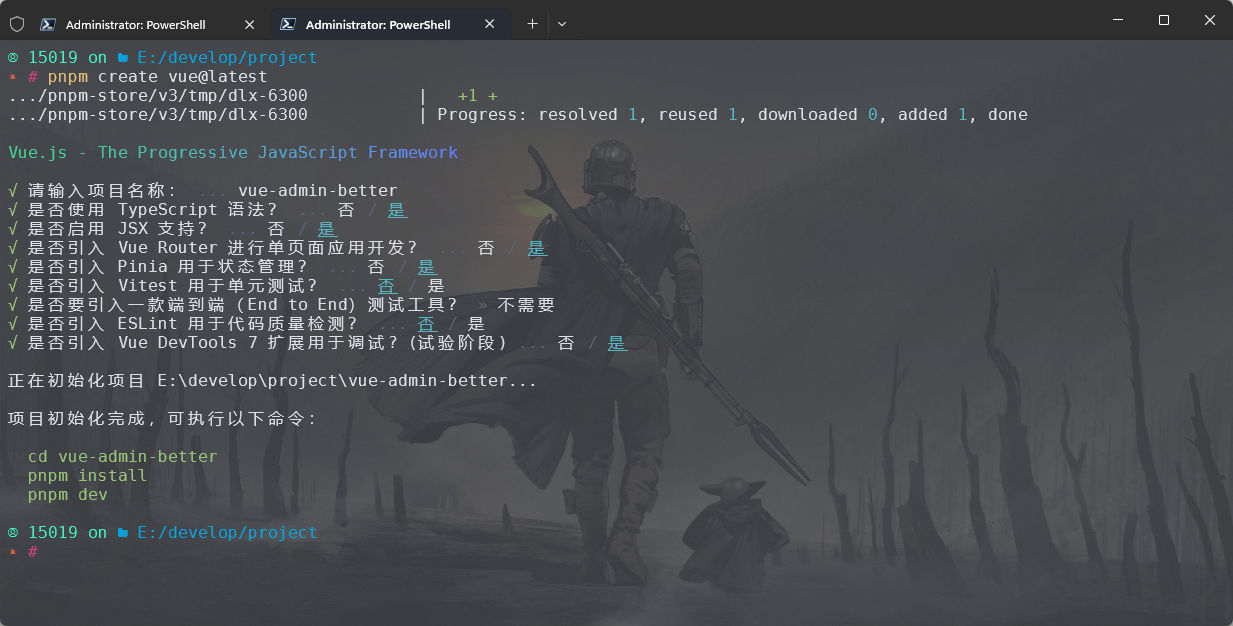 Administrator: PowerShell
Administrator: PowerShell
15019 on E:/develop/project
# pnpm create vue@latest
.../pnpm-store/v3/tmp/dlx-6300 | +1 +
.../pnpm-store/v3/tmp/dlx-6300 | Progress: resolved 1, reused 1, downloaded 0, added 1, done
Vue.js - The Progressive JavaScript Framework
√ 请输入项目名称： ... vue-admin-better
√ 是否使用 TypeScript 语法？ ... 否 / 是
√ 是否启用 JSX 支持？ ... 否 / 是
√ 是否引入 Vue Router 进行单页面应用开发？ ... 否 / 是
√ 是否引入 Pinia 用于状态管理？ ... 否 / 是
√ 是否引入 Vitest 用于单元测试？ ... 否 / 是
√ 是否要引入一款端到端（End to End）测试工具？ » 不需要
√ 是否引入 ESLint 用于代码质量检测？ ... 否 / 是
√ 是否引入 Vue DevTools 7 扩展用于调试？(试验阶段) ... 否 / 是
正在初始化项目 E:\develop\project\vue-admin-better...
项目初始化完成，可执行以下命令：
cd vue-admin-better
pnpm install
pnpm dev
15019 on E:/develop/project
#